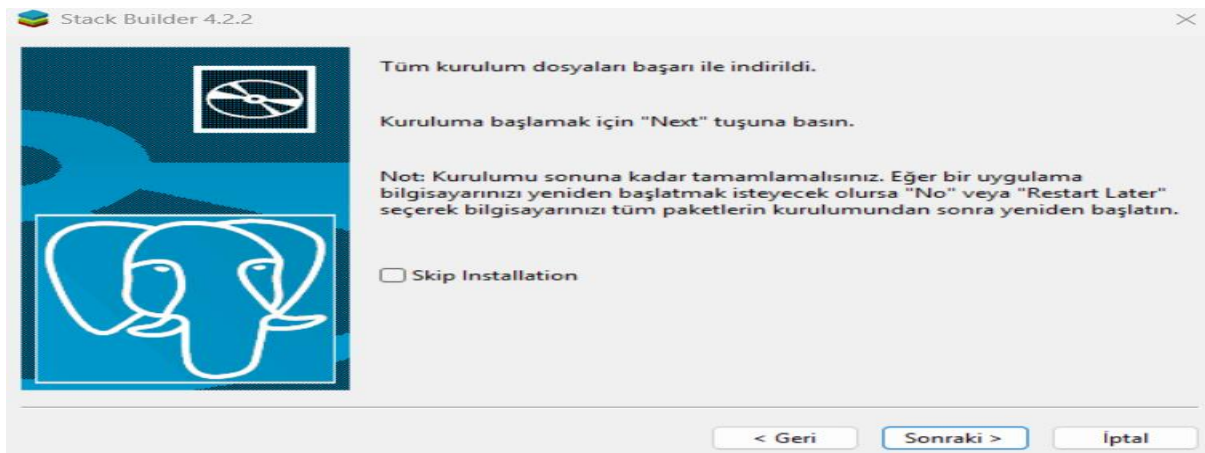 Stack Builder 4.2.2
Tüm kurulum dosyaları başarı ile indirildi.
Kuruluma başlamak için "Next" tuşuna basın.
Not: Kurulumu sonuna kadar tamamlamalısınız. Eğer bir uygulama
bilgisayarınızı yeniden başlatmak isteyecek olursa "No" veya "Restart Later"
seçerek bilgisayarınızı tüm paketlerin kurulumundan sonra yeniden başlatın.
Skip Installation
< Geri
Sonraki >
İptal